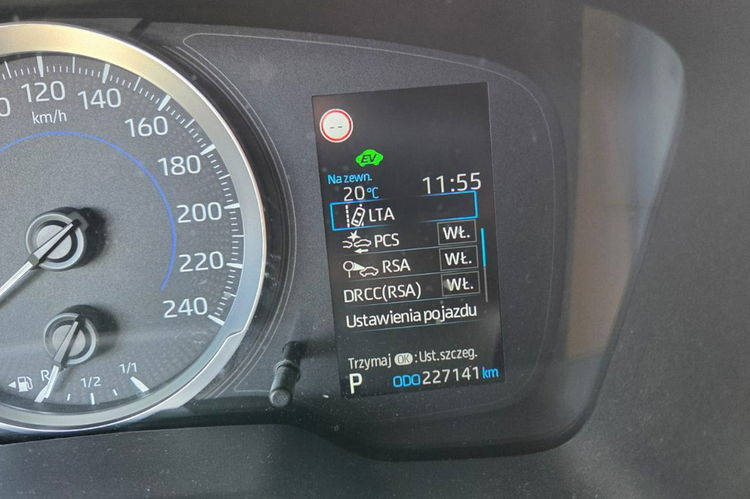 120
140
km/h
160
180
200
220
240
R
1/2
1/1
--
EV
Na zewn.
20°C 11:55
LTA
PCS WŁ.
RSA WŁ.
DRCC(RSA) WŁ.
Ustawienia pojazdu
Trzymaj OK : Ust.szczeg.
P ODO 227141 km